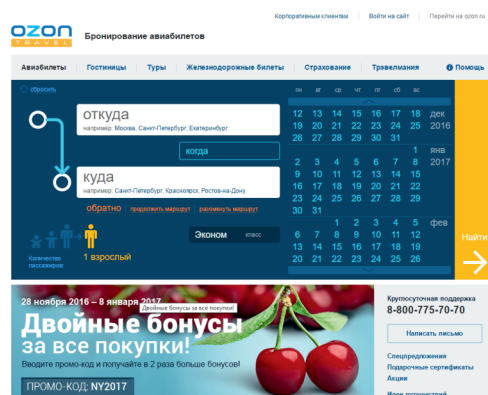 Корпоративным клиентам Войти на сайт Перейти на ozon.ru
OZON
TRAVEL
Бронирование авиабилетов
Авиабилеты Гостиницы Туры Железнодорожные билеты Страхование Трэвелмания Помощь
сбросить
пн вт ср чт пт сб вс
откуда
например: Москва, Санкт-Петербург, Екатеринбург
12 13 14 15 16 17 18 дек
19 20 21 22 23 24 25 2016
26 27 28 29 30 31
когда
1 янв
2 3 4 5 6 7 8 2017
куда
например: Санкт-Петербург, Красноярск, Ростов-на-Дону
9 10 11 12 13 14 15
16 17 18 19 20 21 22
23 24 25 26 27 28 29
30 31
обратно продолжить маршрут разомкнуть маршрут
1 2 3 4 5 фев
6 7 8 9 10 11 12
13 14 15 16 17 18 19
20 21 22 23 24 25 26
Эконом класс
Найти
Количество
пассажиров
1 взрослый
28 ноября 2016 – 8 января 2017
Двойные бонусы за все покупки!
Двойные бонусы
за все покупки!
Вводите промо-код и получайте в 2 раза больше бонусов!
ПРОМО-КОД: NY2017
Круглосуточная поддержка
8-800-775-70-70
Написать письмо
Спецпредложения
Подарочные сертификаты
Акции
Идеи путешествий